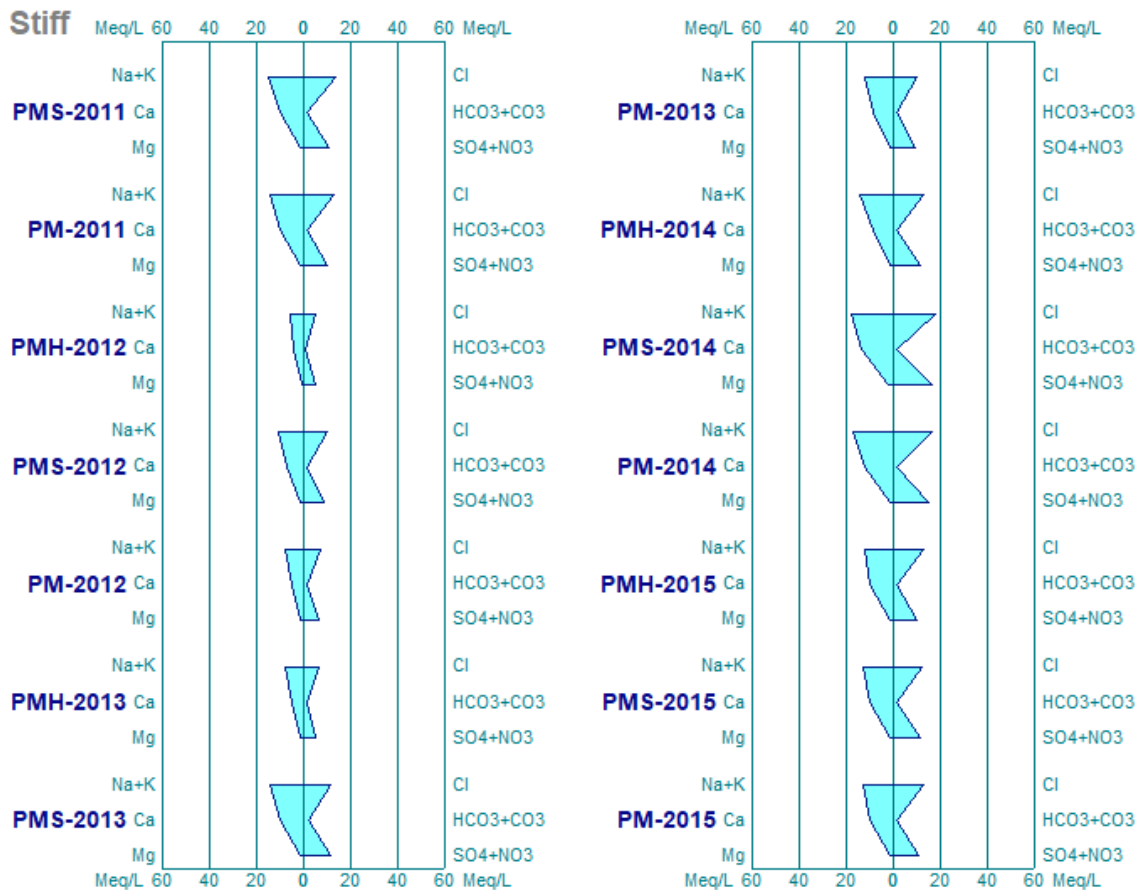 Stiff
Meq/L 60 40 20 0 20 40 60 Meq/L
Na+K Cl
PMS-2011 Ca HCO3+CO3
Mg SO4+NO3
Na+K Cl
PM-2011 Ca HCO3+CO3
Mg SO4+NO3
Na+K Cl
PMH-2012 Ca HCO3+CO3
Mg SO4+NO3
Na+K Cl
PMS-2012 Ca HCO3+CO3
Mg SO4+NO3
Na+K Cl
PM-2012 Ca HCO3+CO3
Mg SO4+NO3
Na+K Cl
PMH-2013 Ca HCO3+CO3
Mg SO4+NO3
Na+K Cl
PMS-2013 Ca HCO3+CO3
Mg SO4+NO3
Meq/L 60 40 20 0 20 40 60 Meq/L
Meq/L 60 40 20 0 20 40 60 Meq/L
Na+K Cl
PM-2013 Ca HCO3+CO3
Mg SO4+NO3
Na+K Cl
PMH-2014 Ca HCO3+CO3
Mg SO4+NO3
Na+K Cl
PMS-2014 Ca HCO3+CO3
Mg SO4+NO3
Na+K Cl
PM-2014 Ca HCO3+CO3
Mg SO4+NO3
Na+K Cl
PMH-2015 Ca HCO3+CO3
Mg SO4+NO3
Na+K Cl
PMS-2015 Ca HCO3+CO3
Mg SO4+NO3
Na+K Cl
PM-2015 Ca HCO3+CO3
Mg SO4+NO3
Meq/L 60 40 20 0 20 40 60 Meq/L